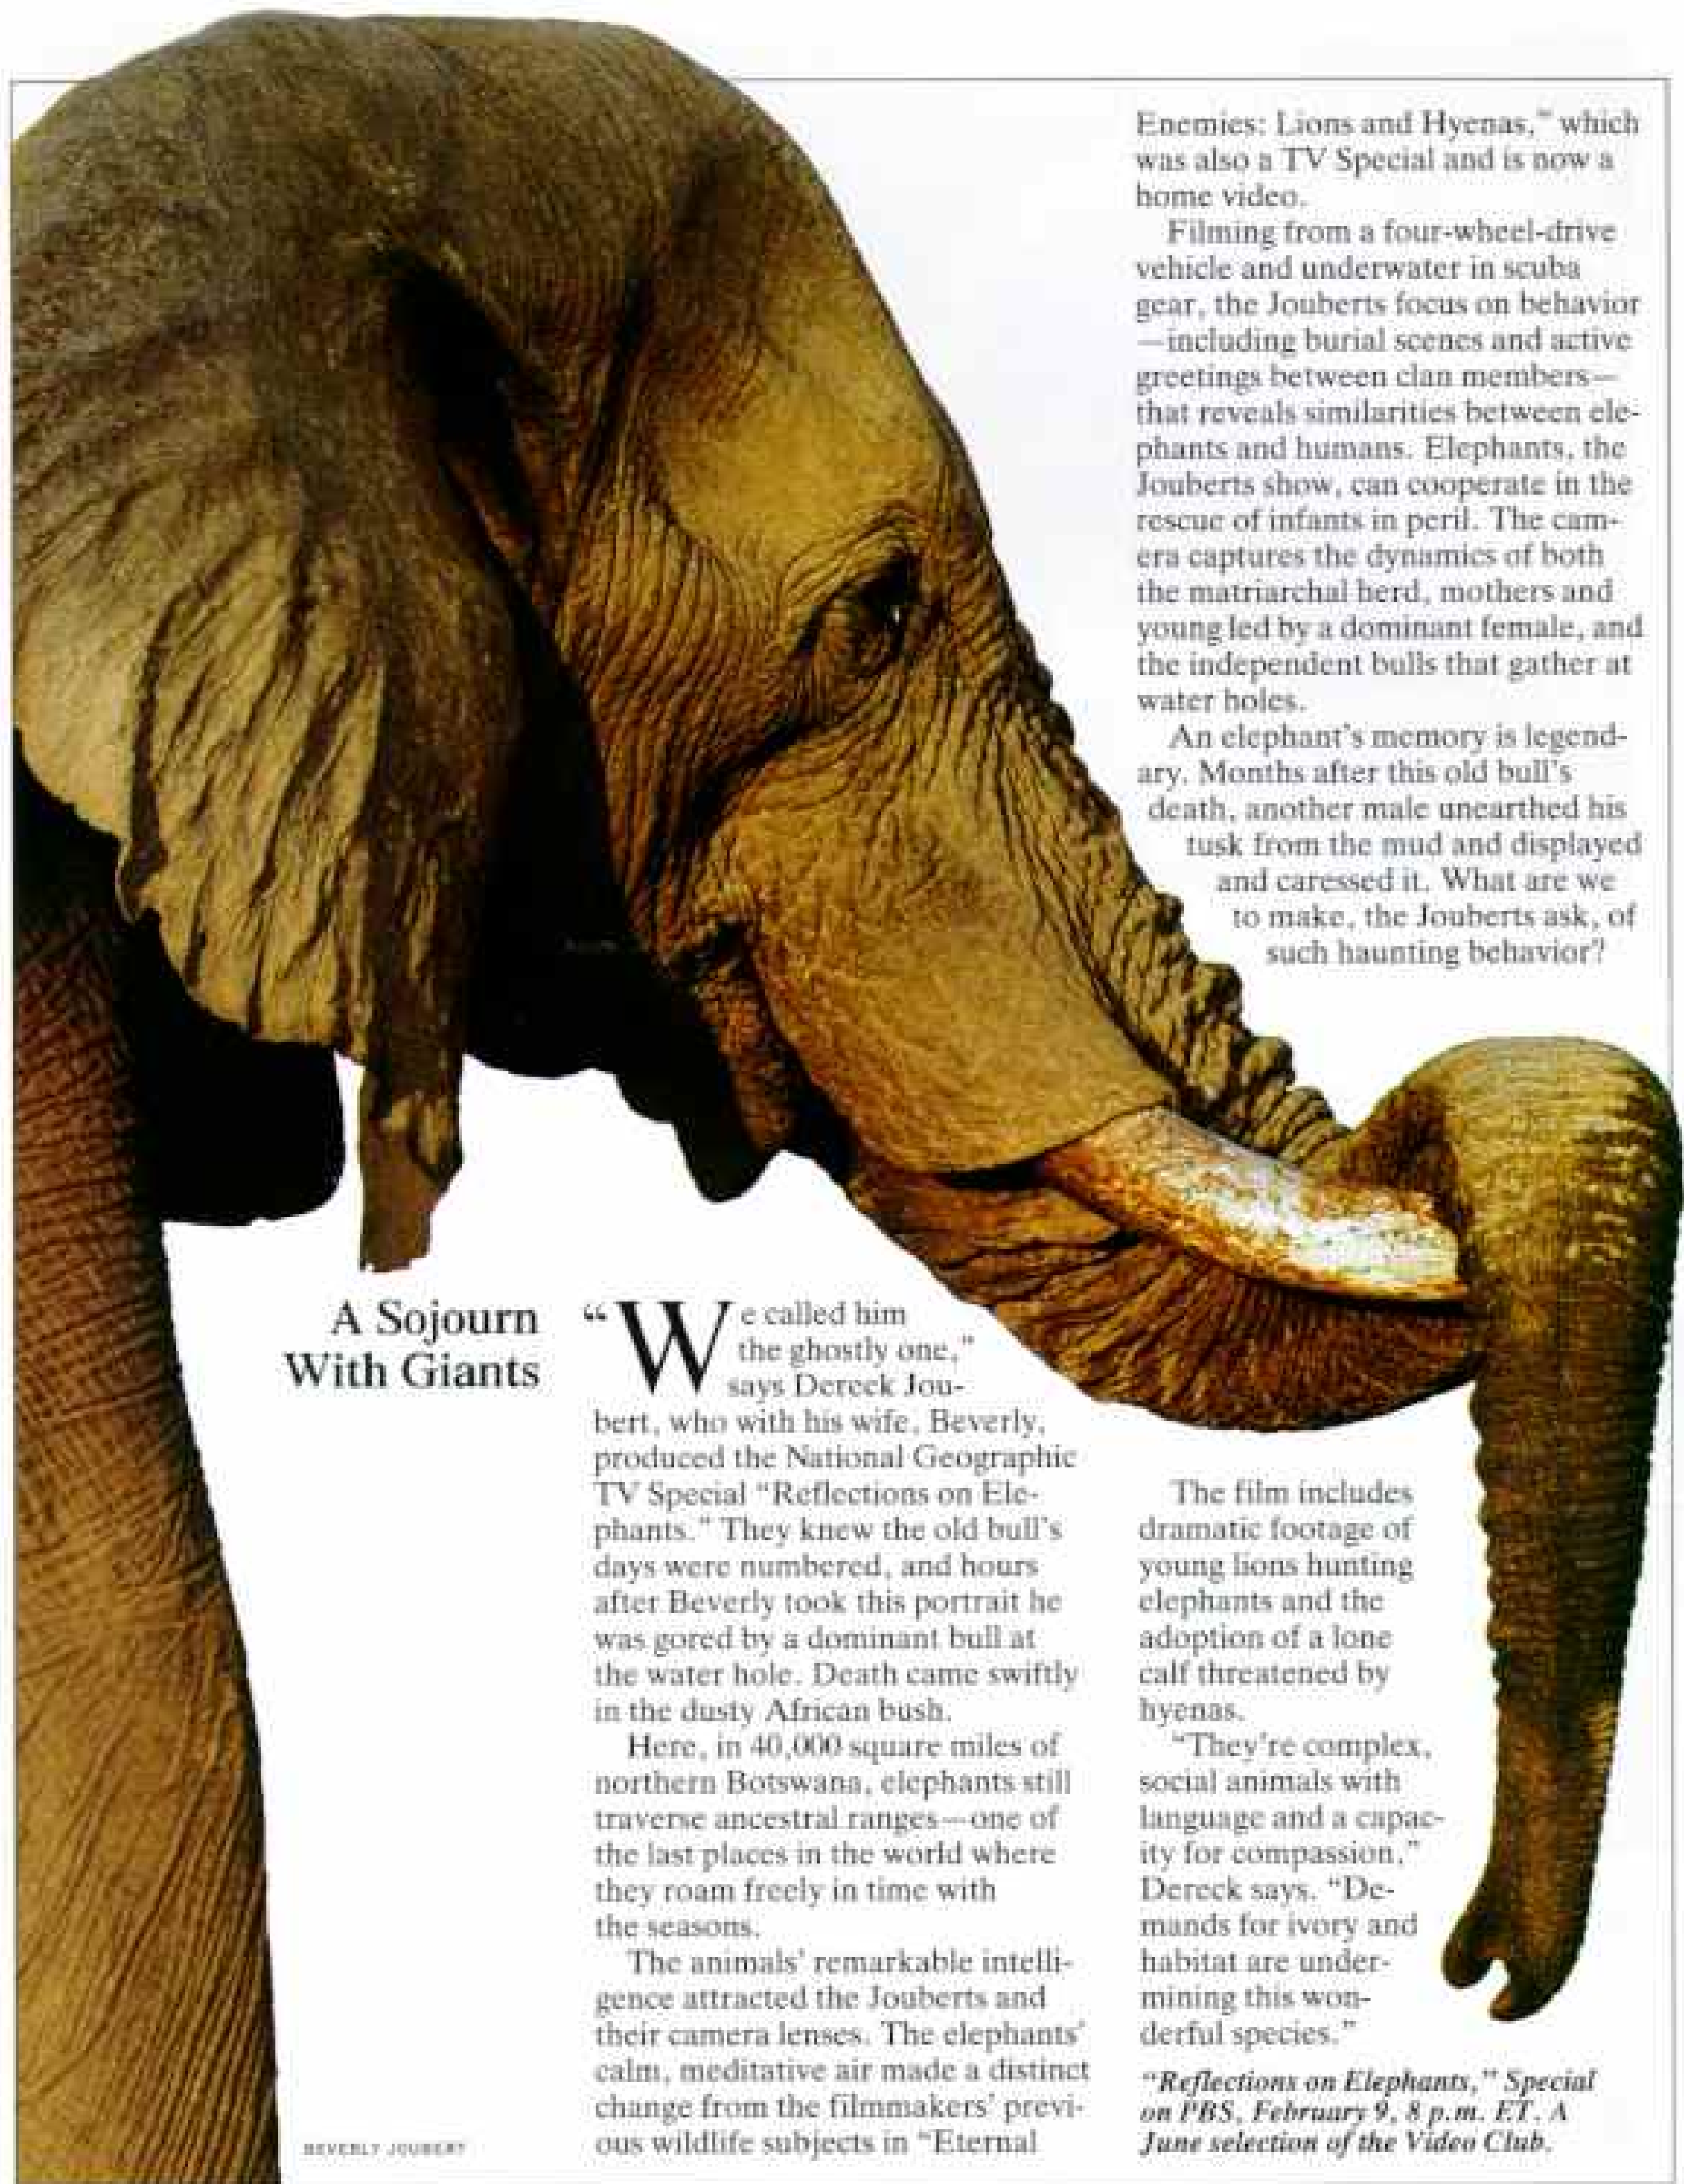 A Sojourn
With Giants
“We called him
the ghostly one,”
says Dereck Jou-
bert, who with his wife, Beverly,
produced the National Geographic
TV Special “Reflections on Ele-
phants.” They knew the old bull’s
days were numbered, and hours
after Beverly took this portrait he
was gored by a dominant bull at
the water hole. Death came swiftly
in the dusty African bush.
Here, in 40,000 square miles of
northern Botswana, elephants still
traverse ancestral ranges—one of
the last places in the world where
they roam freely in time with
the seasons.
The animals’ remarkable intelli-
gence attracted the Jouberts and
their camera lenses. The elephants’
calm, meditative air made a distinct
change from the filmmakers’ previ-
ous wildlife subjects in “Eternal
Enemies: Lions and Hyenas,” which
was also a TV Special and is now a
home video.
Filming from a four-wheel-drive
vehicle and underwater in scuba
gear, the Jouberts focus on behavior
—including burial scenes and active
greetings between clan members—
that reveals similarities between ele-
phants and humans. Elephants, the
Jouberts show, can cooperate in the
rescue of infants in peril. The cam-
era captures the dynamics of both
the matriarchal herd, mothers and
young led by a dominant female, and
the independent bulls that gather at
water holes.
An elephant’s memory is legend-
ary. Months after this old bull’s
death, another male unearthed his
tusk from the mud and displayed
and caressed it. What are we
to make, the Jouberts ask, of
such haunting behavior?
The film includes
dramatic footage of
young lions hunting
elephants and the
adoption of a lone
calf threatened by
hyenas.
“They’re complex,
social animals with
language and a capac-
ity for compassion,”
Dereck says. “De-
mands for ivory and
habitat are under-
mining this won-
derful species.”
“Reflections on Elephants,” Special
on PBS, February 9, 8 p.m. ET. A
June selection of the Video Club.
BEVERLY JOUBERT